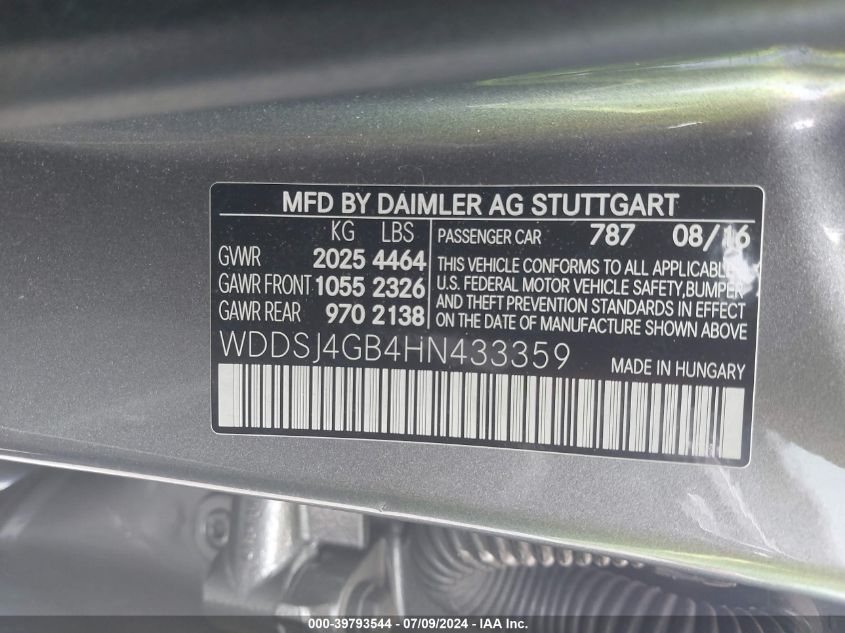 MFD BY DAIMLER AG STUTTGART
KG LBS
GVWR 2025 4464
GAWR FRONT 1055 2326
GAWR REAR 970 2138
PASSENGER CAR 787 08/16
THIS VEHICLE CONFORMS TO ALL APPLICABLE
U.S. FEDERAL MOTOR VEHICLE SAFETY, BUMPER
AND THEFT PREVENTION STANDARDS IN EFFECT
ON THE DATE OF MANUFACTURE SHOWN ABOVE
WDDSJ4GB4HN433359
MADE IN HUNGARY
000-39793544 - 07/09/2024 - IAA Inc.